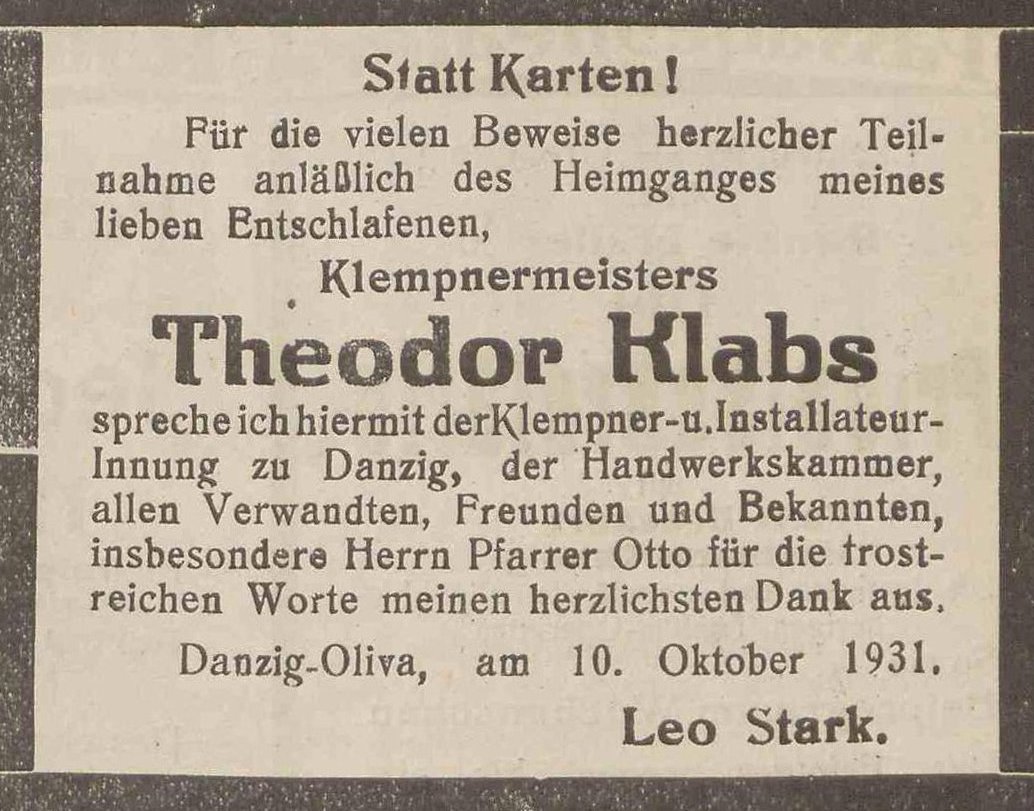 Statt Karten!
Für die vielen Beweise herzlicher Teil-
nahme anläßlich des Heimganges meines
lieben Entschlafenen,
Klempnermeisters
Theodor Klabs
spreche ich hiermit der Klempner-u. Installateur-
Innung zu Danzig, der Handwerkskammer,
allen Verwandten, Freunden und Bekannten,
insbesondere Herrn Pfarrer Otto für die trost-
reichen Worte meinen herzlichsten Dank aus.
Danzig-Oliva, am 10. Oktober 1931.
Leo Stark.